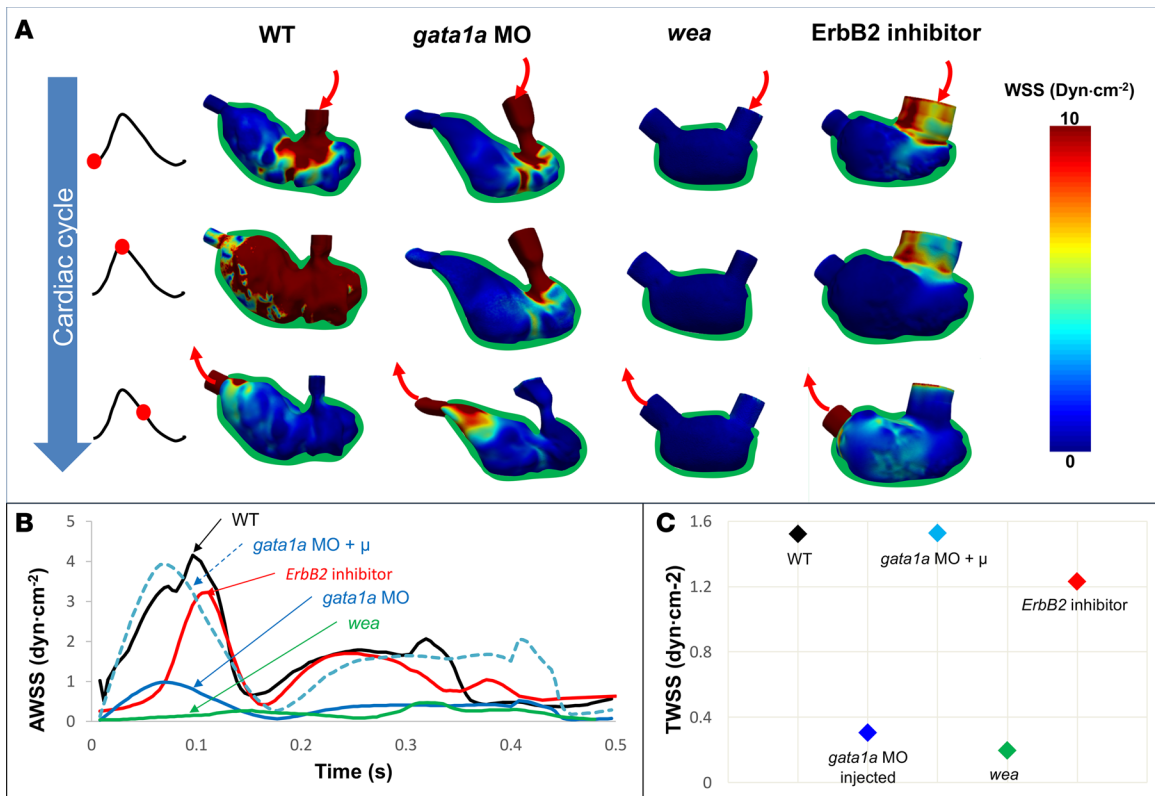 A
WT
gata1a MO
wea
ErbB2 inhibitor
WSS (Dyn·cm-2)
10
0
Cardiac cycle
B
WT
gata1a MO + µ
ErbB2 inhibitor
gata1a MO
wea
5
4
3
2
1
0
AWSS (dyn·cm-2)
0
0.1
0.2
0.3
0.4
0.5
Time (s)
C
1.6
1.2
0.8
0.4
0
TWSS (dyn·cm-2)
WT
gata1a MO + µ
ErbB2 inhibitor
gata1a MO
injected
wea